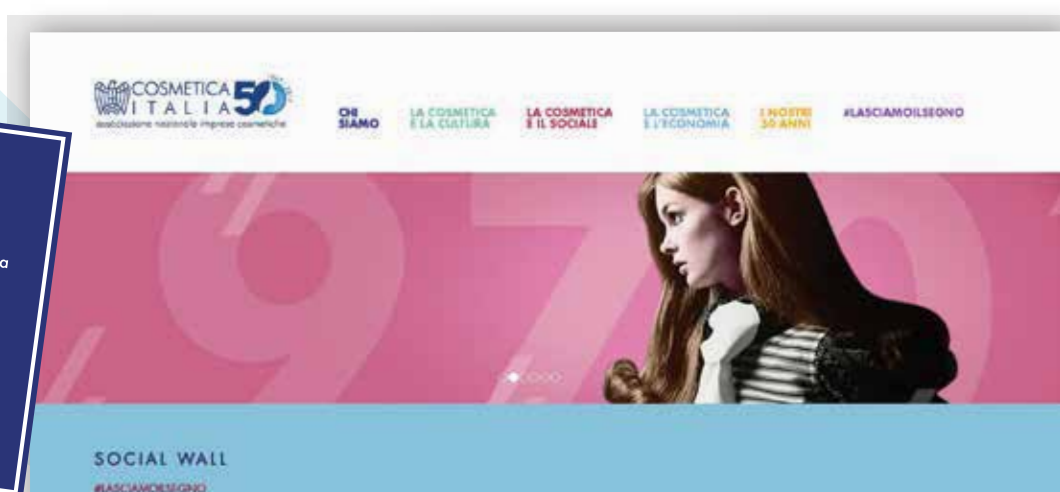 COSMETICA 50
ITALIA
associazione nazionale imprese cosmetiche
CHI
SIAMO
LA COSMETICA
E LA CULTURA
LA COSMETICA
E IL SOCIALE
LA COSMETICA
E L'ECONOMIA
I NOSTRI
50 ANNI
#LASCIAMOILSEGNO
970
a
SOCIAL WALL
#LASCIAMOILSEGNO